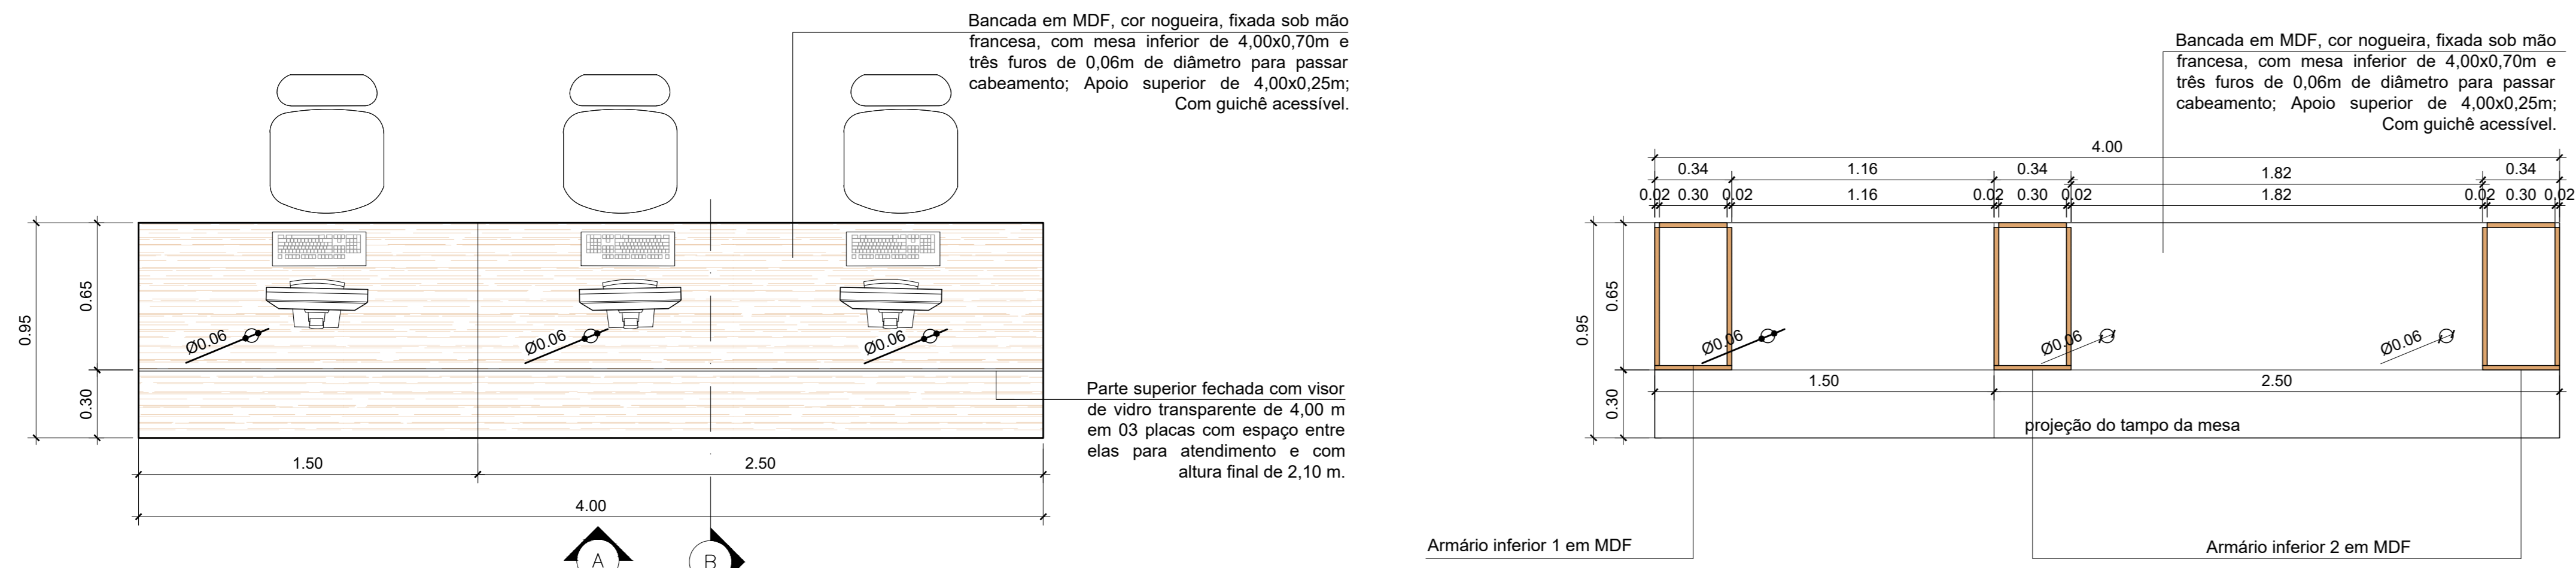 Bancada em MDF, cor nogueira, fixada sob mão
francesa, com mesa inferior de 4,00x0,70m e
três furos de 0,06m de diâmetro para passar
cabeamento; Apoio superior de 4,00x0,25m;
Com guichê acessível.
0.95
0.65
0.30
Ø0.06
Ø0.06
Ø0.06
Parte superior fechada com visor
de vidro transparente de 4,00 m
em 03 placas com espaço entre
elas para atendimento e com
altura final de 2,10 m.
1.50
2.50
4.00
A
B
Bancada em MDF, cor nogueira, fixada sob mão
francesa, com mesa inferior de 4,00x0,70m e
três furos de 0,06m de diâmetro para passar
cabeamento; Apoio superior de 4,00x0,25m;
Com guichê acessível.
4.00
0.34 1.16 0.34 1.82 0.34
0.02 0.30 0.02 1.16 0.02 0.30 0.02 1.82 0.02 0.30 0.02
0.95
0.65
0.30
Ø0.06
Ø0.06
Ø0.06
1.50
2.50
projeção do tampo da mesa
Armário inferior 1 em MDF
Armário inferior 2 em MDF